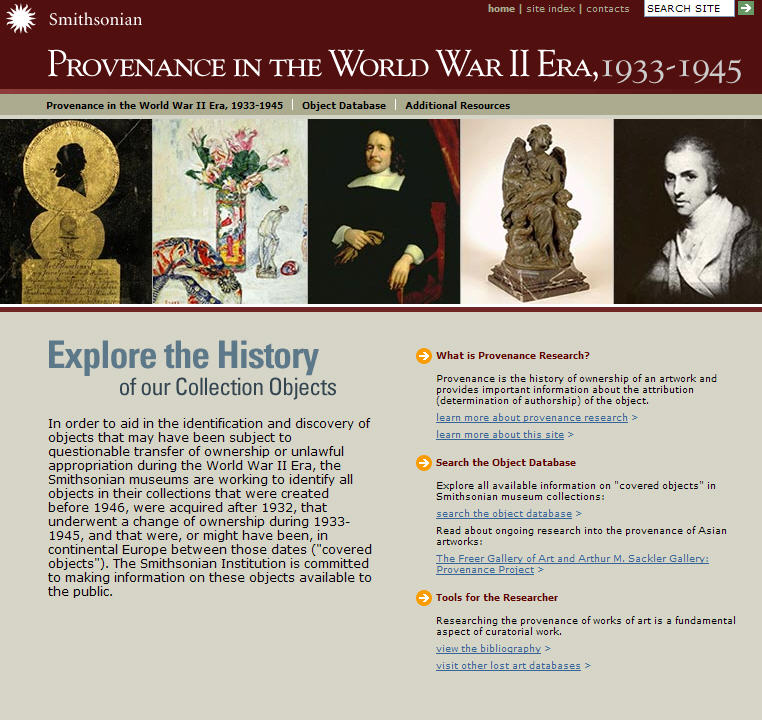 Smithsonian
home | site index | contacts
SEARCH SITE
PROVENANCE IN THE WORLD WAR II ERA, 1933-1945
Provenance in the World War II Era, 1933-1945
Object Database
Additional Resources
Explore the History
of our Collection Objects
In order to aid in the identification and discovery of
objects that may have been subject to
questionable transfer of ownership or unlawful
appropriation during the World War II Era, the
Smithsonian museums are working to identify all
objects in their collections that were created
before 1946, were acquired after 1932, that
underwent a change of ownership during 1933-
1945, and that were, or might have been, in
continental Europe between those dates ("covered
objects"). The Smithsonian Institution is committed
to making information on these objects available to
the public.
What is Provenance Research?
Provenance is the history of ownership of an artwork and
provides important information about the attribution
(determination of authorship) of the object.
learn more about provenance research >
learn more about this site >
Search the Object Database
Explore all available information on "covered objects" in
Smithsonian museum collections:
search the object database >
Read about ongoing research into the provenance of Asian
artworks:
The Freer Gallery of Art and Arthur M. Sackler Gallery:
Provenance Project >
Tools for the Researcher
Researching the provenance of works of art is a fundamental
aspect of curatorial work.
view the bibliography >
visit other lost art databases >